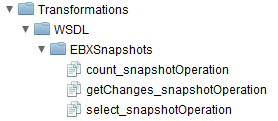 Transformations
WSDL
EBXSnapshots
count_snapshotOperation
getChanges_snapshotOperation
select_snapshotOperation